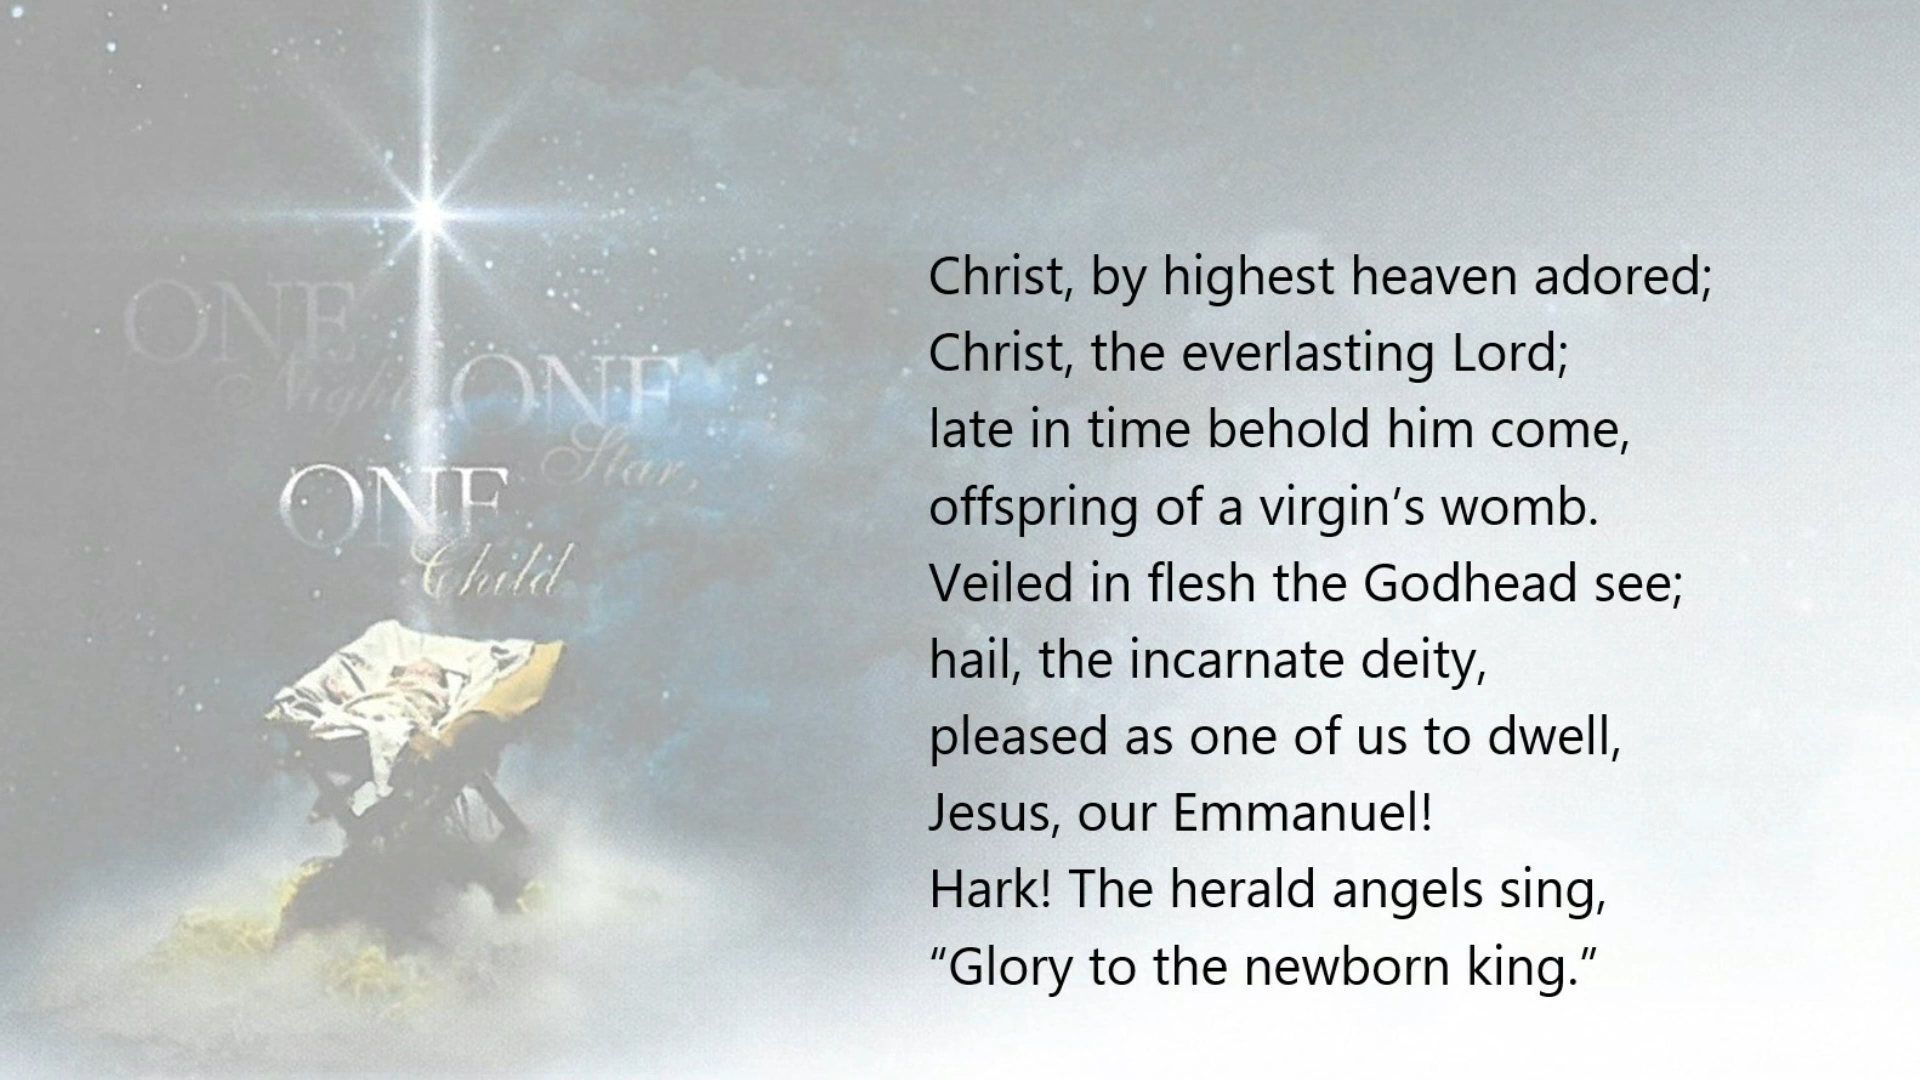 ONE
Night
ONE
Star,
ONE
Child
Christ, by highest heaven adored;
Christ, the everlasting Lord;
late in time behold him come,
offspring of a virgin’s womb.
Veiled in flesh the Godhead see;
hail, the incarnate deity,
pleased as one of us to dwell,
Jesus, our Emmanuel!
Hark! The herald angels sing,
“Glory to the newborn king.”